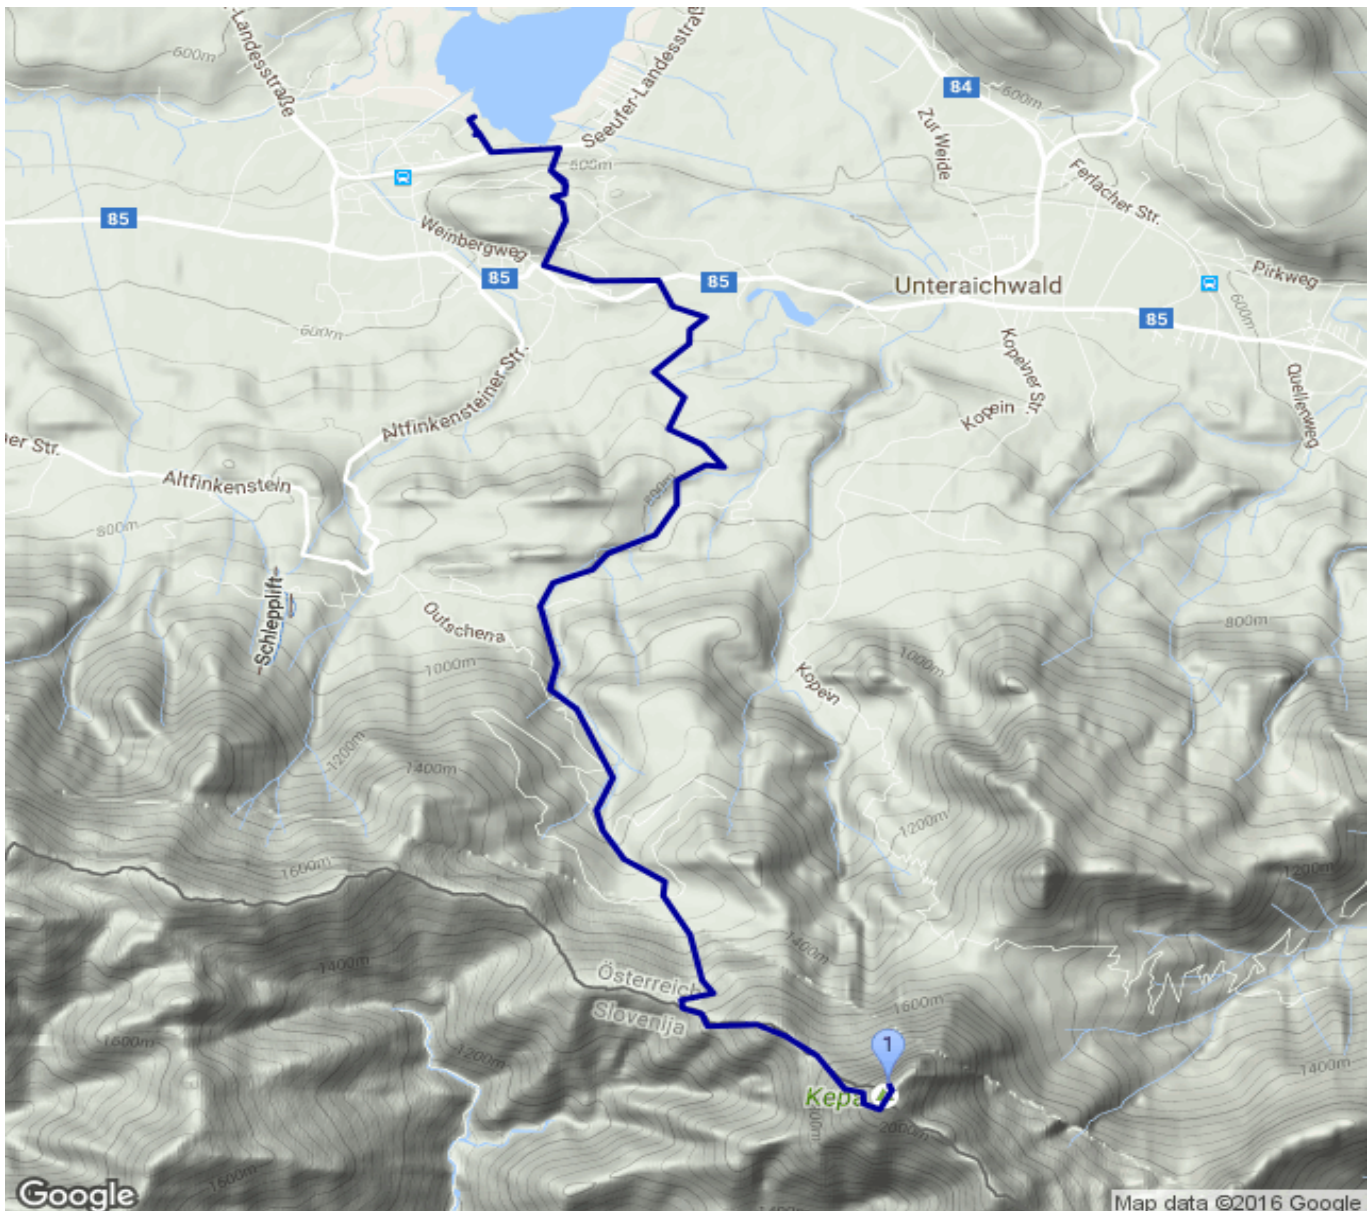 -Landesstraße
600m
Seeufer-Landesstraß
84
600m
Zur Weide
Ferlacher Str.
600m
85
Weinbergweg
85
85
Unteraichwald
Pirkweg
600m
85
600m
Kopeiner Str.
Quellenweg
Altfinkensteiner Str.
Kopein
er Str.
Altfinkenstein
800m
800m
Schlepplift
Outschena
800m
1000m
1000m
Kopein
1200m
1400m
1200m
1600m
1200m
1400m
1400m
Österreich
Slovenija
1600m
1600m
1200m
1
1400m
Kepa
2000m
1600m
Google
Map data ©2016 Google